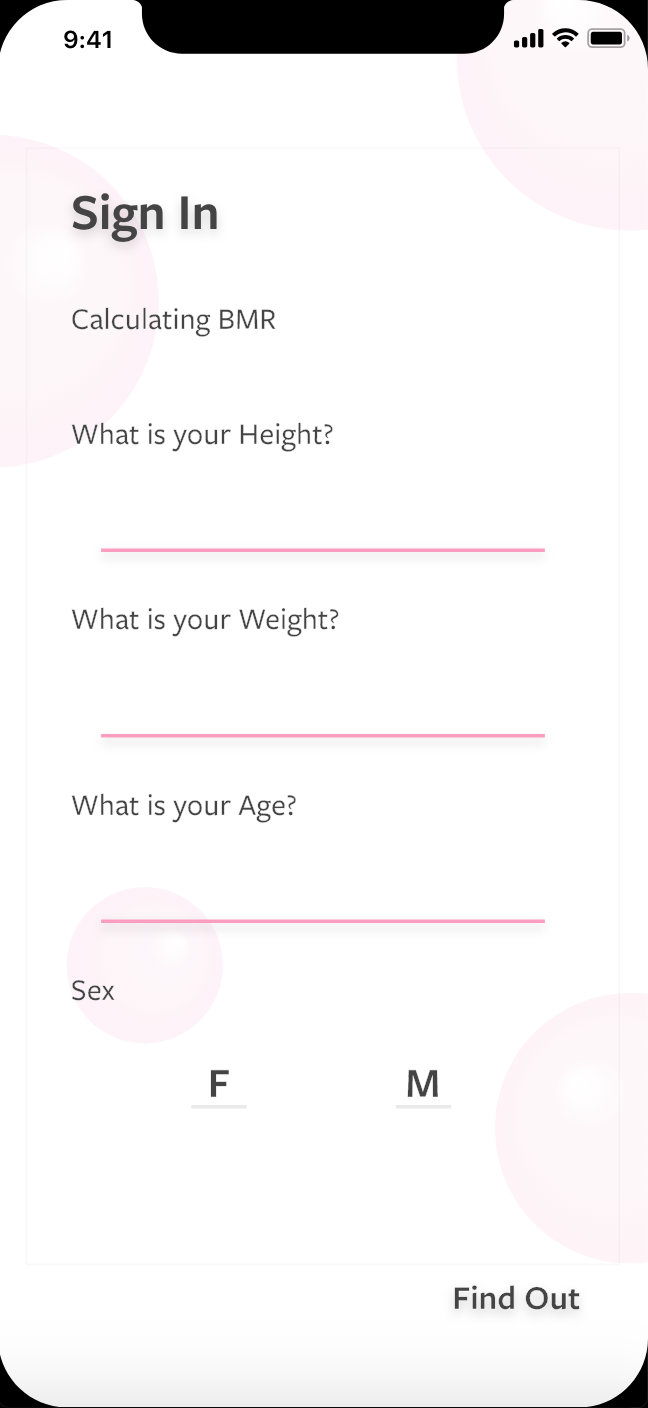 9:41
Sign In
Calculating BMR
What is your Height?
What is your Weight?
What is your Age?
Sex
F M
Find Out